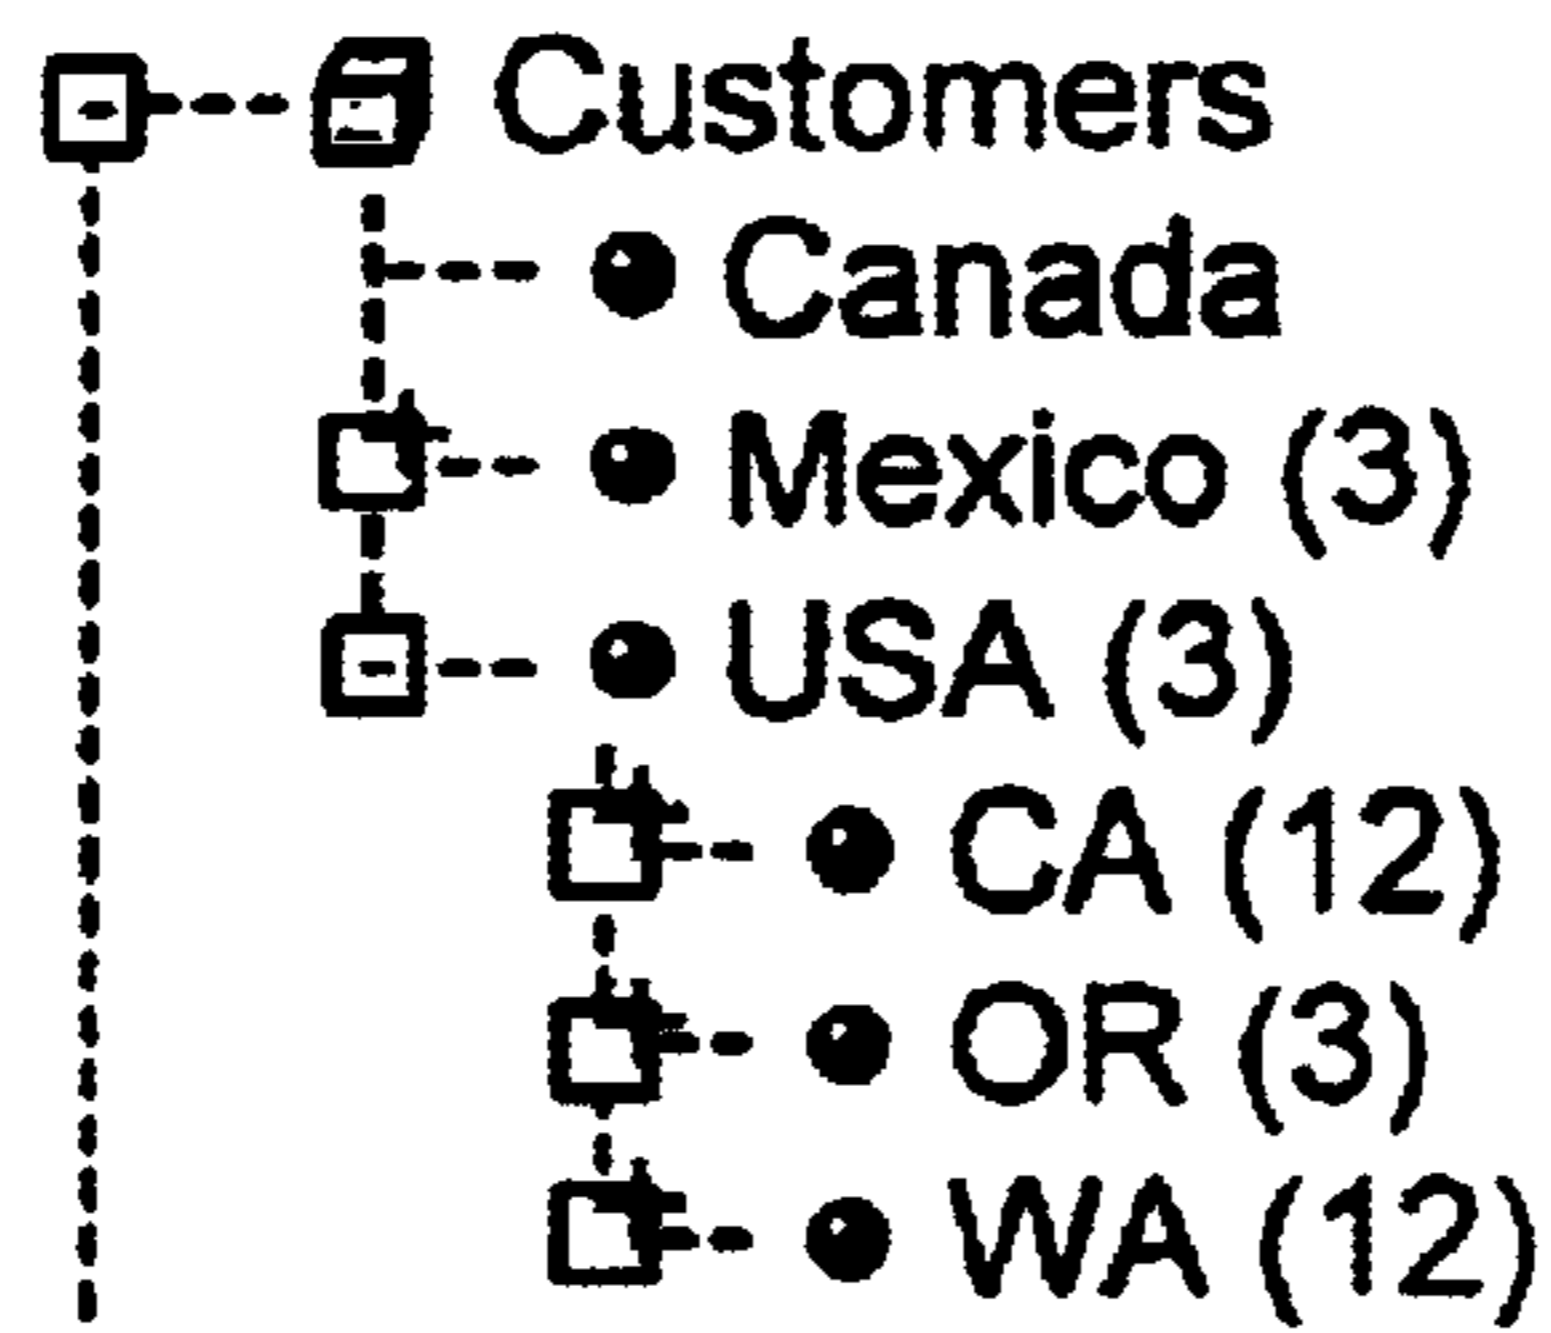 Customers
Canada
Mexico (3)
USA (3)
CA (12)
OR (3)
WA (12)